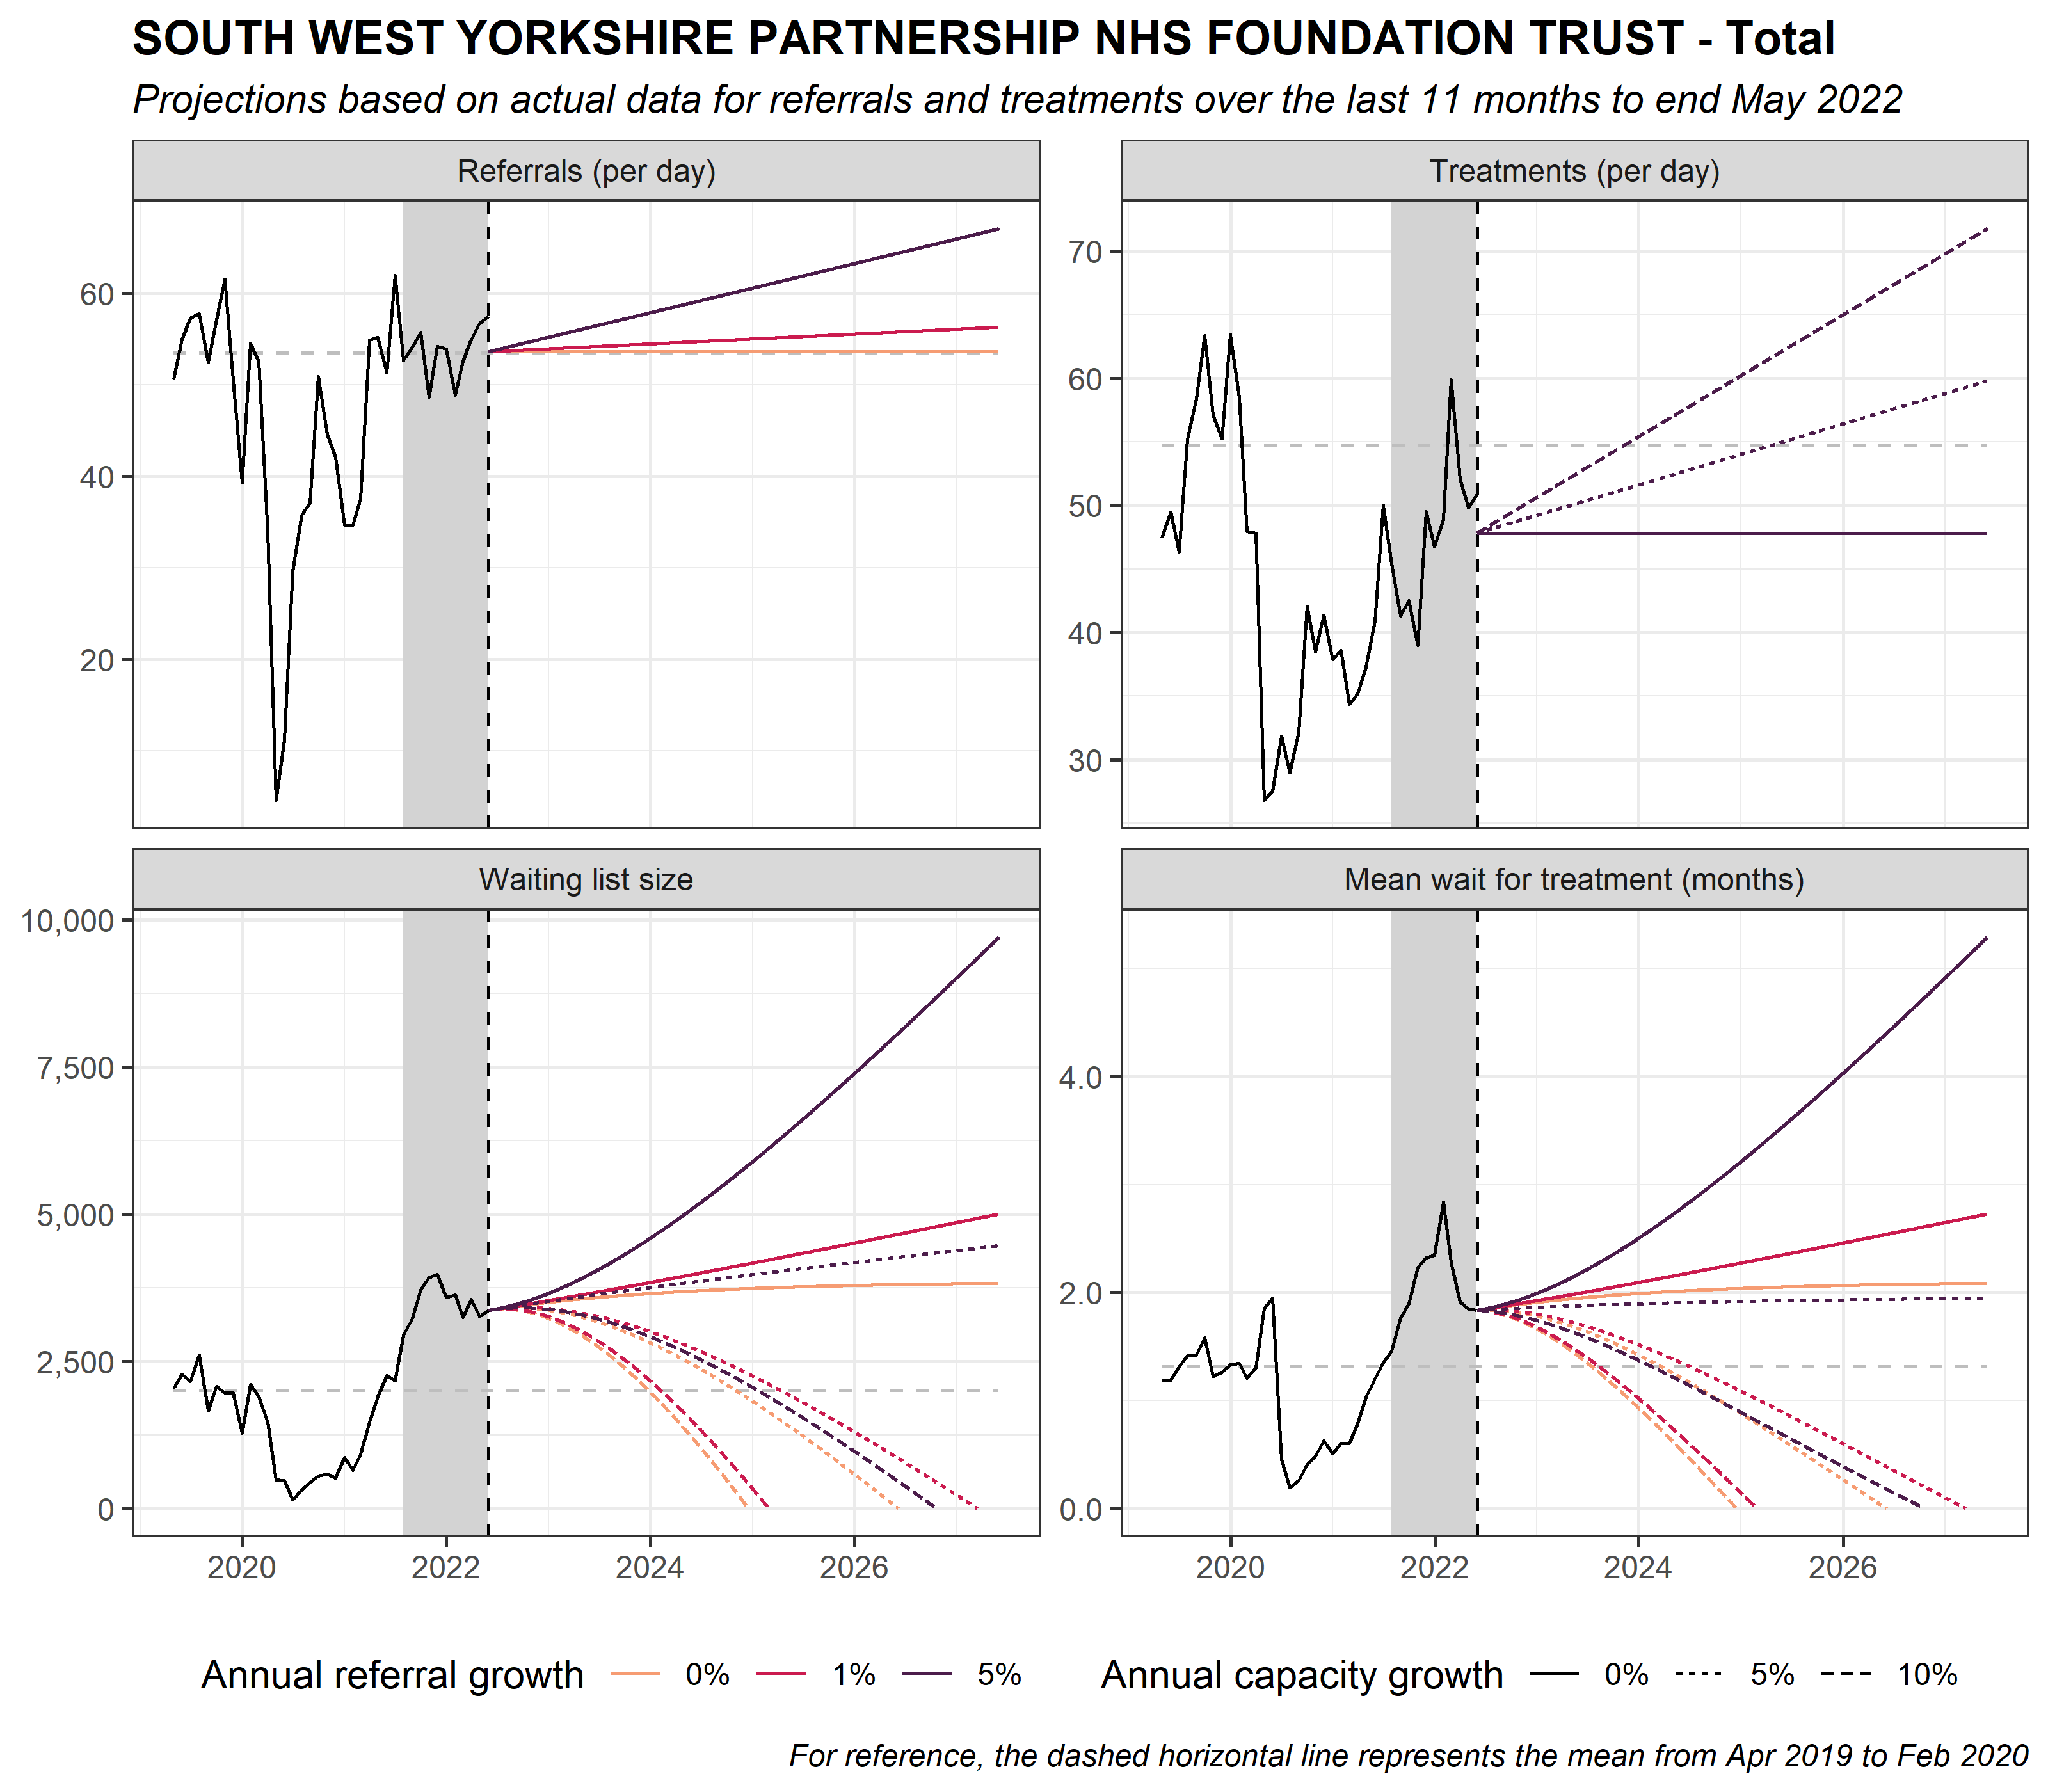 SOUTH WEST YORKSHIRE PARTNERSHIP NHS FOUNDATION TRUST - Total
Projections based on actual data for referrals and treatments over the last 11 months to end May 2022
Referrals (per day)
60
40
20
Treatments (per day)
70
60
50
40
30
Waiting list size
10,000
7,500
5,000
2,500
0
2020 2022 2024 2026
Mean wait for treatment (months)
4.0
2.0
0.0
2020 2022 2024 2026
Annual referral growth 0% 1% 5%
Annual capacity growth 0% 5% 10%
For reference, the dashed horizontal line represents the mean from Apr 2019 to Feb 2020